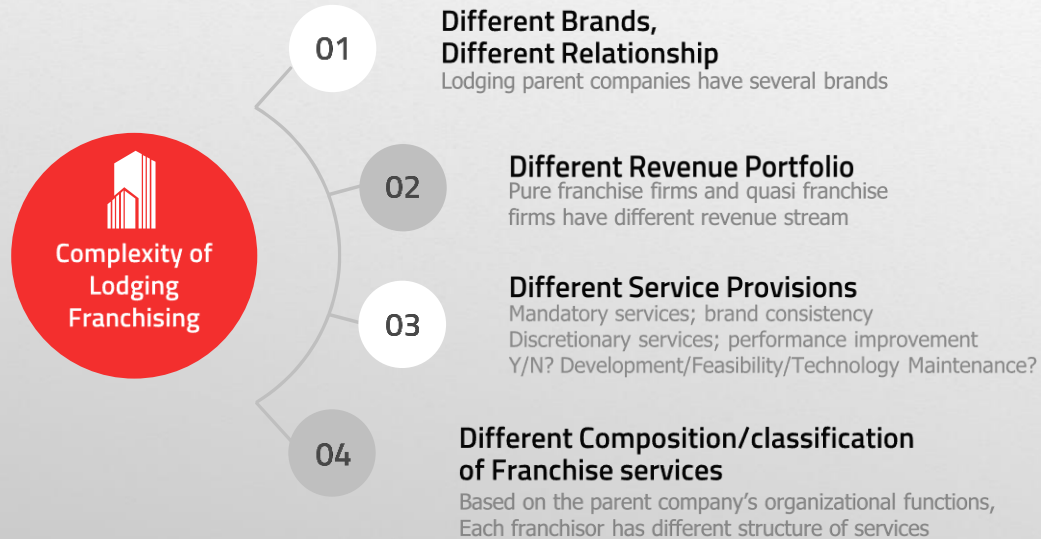 Complexity of
Lodging
Franchising
01
Different Brands,
Different Relationship
Lodging parent companies have several brands
02
Different Revenue Portfolio
Pure franchise firms and quasi franchise
firms have different revenue stream
03
Different Service Provisions
Mandatory services; brand consistency
Discretionary services; performance improvement
Y/N? Development/Feasibility/Technology Maintenance?
04
Different Composition/classification
of Franchise services
Based on the parent company's organizational functions,
Each franchisor has different structure of services